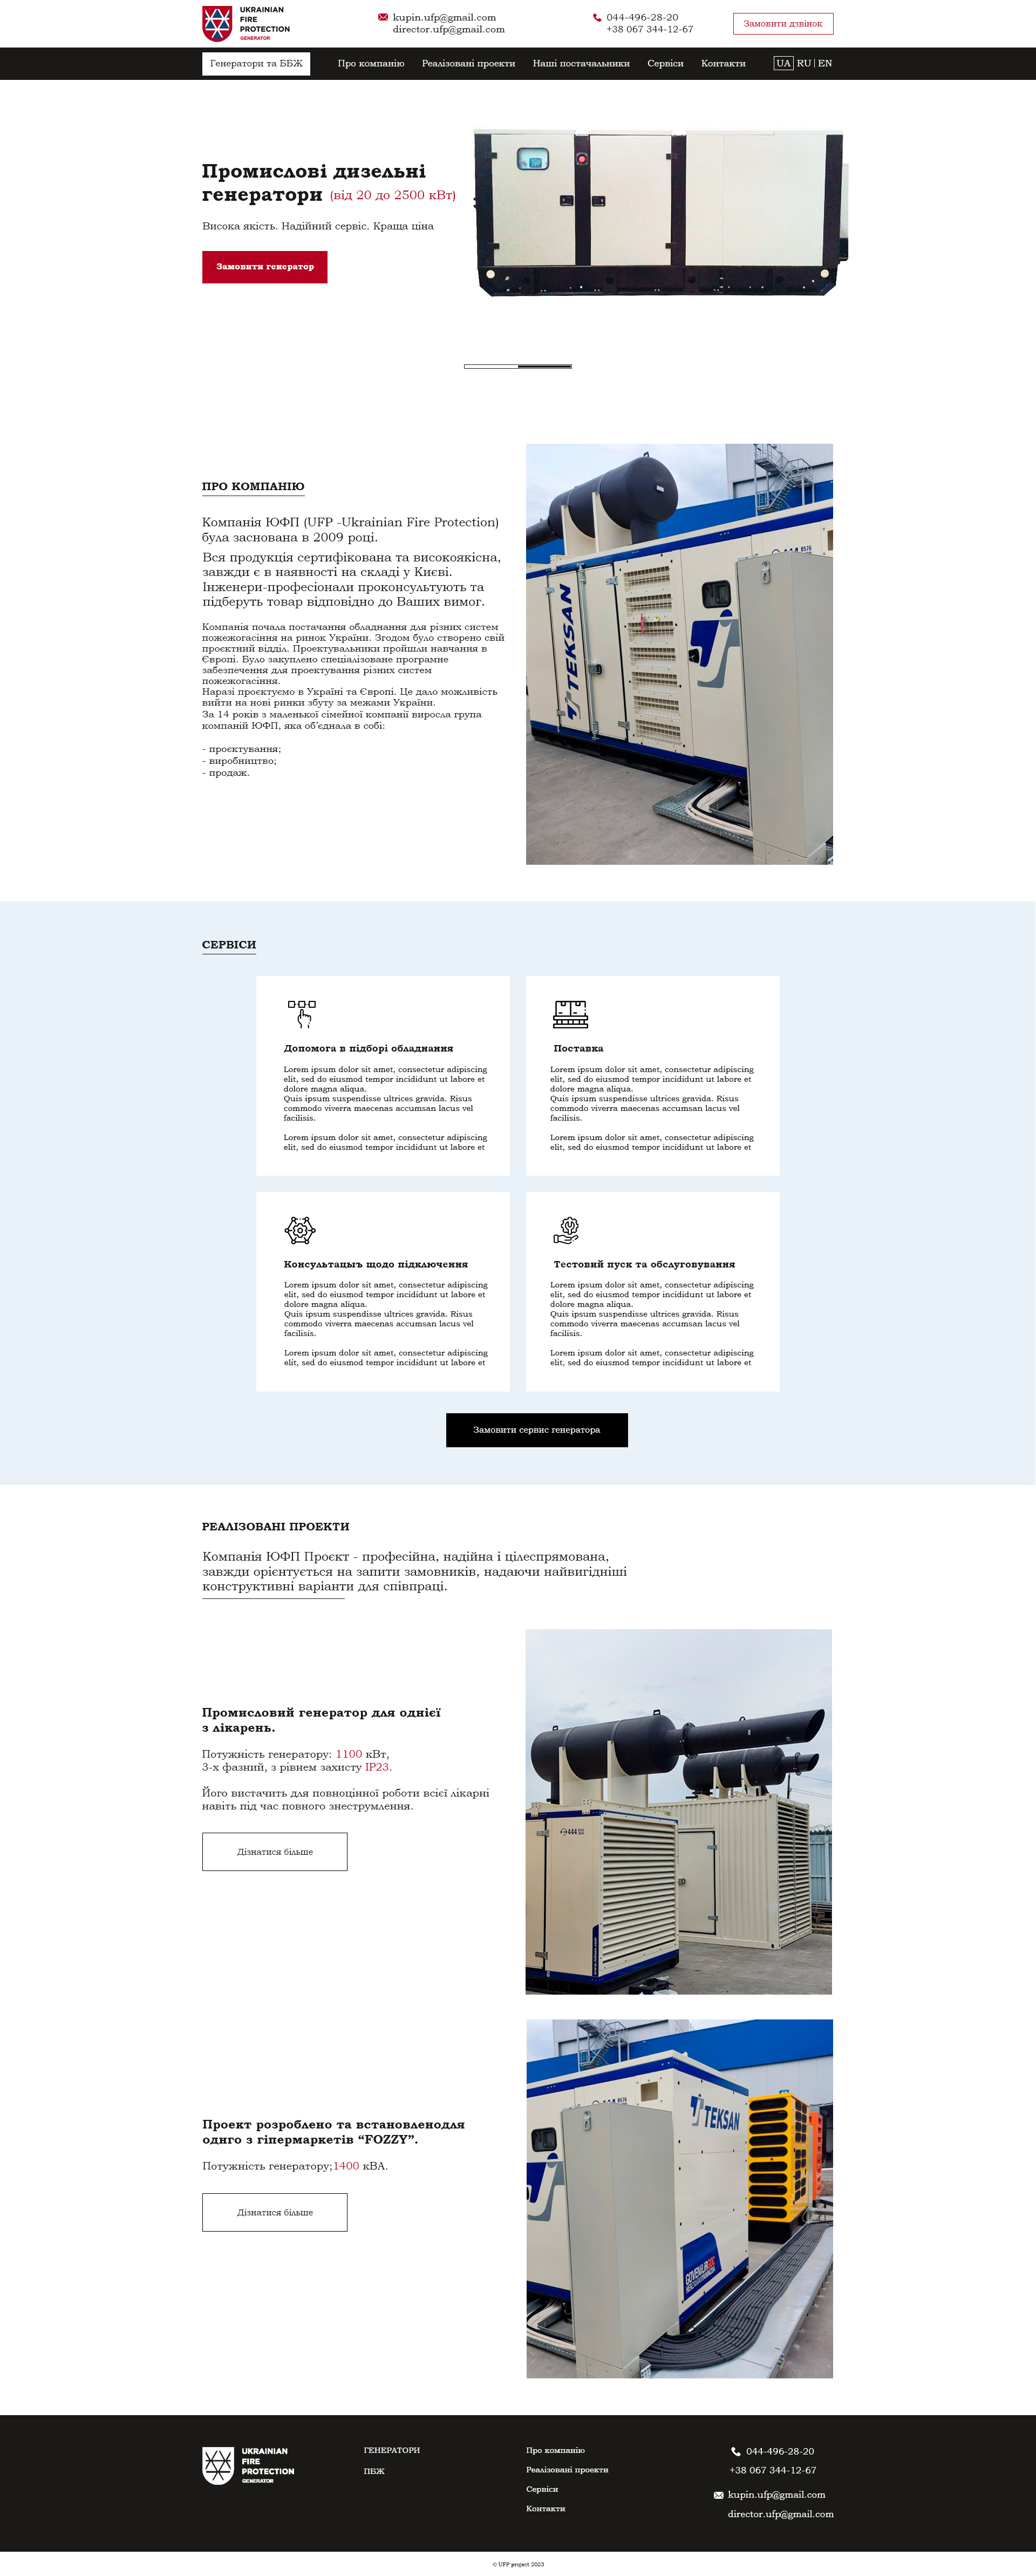 UKRAINIAN
FIRE
PROTECTION
GENERATOR
kupin.ufp@gmail.com
director.ufp@gmail.com
044-496-28-20
+38 067 344-12-67
Замовити дзвінок
Генератори та ББЖ
Про компанію
Реалізовані проекти
Наші постачальники
Сервіси
Контакти
UA RU | EN
Промислові дизельні
генератори (від 20 до 2500 кВт)
Висока якість. Надійний сервіс. Краща ціна
Замовити генератор
ПРО КОМПАНІЮ
Компанія ЮФП (UFP -Ukrainian Fire Protection)
була заснована в 2009 році.
Вся продукція сертифікована та високоякісна,
завжди є в наявності на складі у Києві.
Інженери-професіонали проконсультують та
підберуть товар відповідно до Ваших вимог.
Компанія почала постачання обладнання для різних систем
пожежогасіння на ринок України. Згодом було створено свій
проєктний відділ. Проектувальники пройшли навчання в
Європі. Було закуплено спеціалізоване програмне
забезпечення для проектування різних систем
пожежогасіння.
Наразі проєктуємо в Україні та Європі. Це дало можливість
вийти на нові ринки збуту за межами України.
За 14 років з маленької сімейної компанії виросла група
компаній ЮФП, яка об’єднала в собі:
- проєктування;
- виробництво;
- продаж.
TEKSAN
444 8576
СЕРВІСИ
Допомога в підборі обладнання
Lorem ipsum dolor sit amet, consectetur adipiscing
elit, sed do eiusmod tempor incididunt ut labore et
dolore magna aliqua.
Quis ipsum suspendisse ultrices gravida. Risus
commodo viverra maecenas accumsan lacus vel
facilisis.
Lorem ipsum dolor sit amet, consectetur adipiscing
elit, sed do eiusmod tempor incididunt ut labore et
Поставка
Lorem ipsum dolor sit amet, consectetur adipiscing
elit, sed do eiusmod tempor incididunt ut labore et
dolore magna aliqua.
Quis ipsum suspendisse ultrices gravida. Risus
commodo viverra maecenas accumsan lacus vel
facilisis.
Lorem ipsum dolor sit amet, consectetur adipiscing
elit, sed do eiusmod tempor incididunt ut labore et
Консультацыъ щодо підключення
Lorem ipsum dolor sit amet, consectetur adipiscing
elit, sed do eiusmod tempor incididunt ut labore et
dolore magna aliqua.
Quis ipsum suspendisse ultrices gravida. Risus
commodo viverra maecenas accumsan lacus vel
facilisis.
Lorem ipsum dolor sit amet, consectetur adipiscing
elit, sed do eiusmod tempor incididunt ut labore et
Тестовий пуск та обслуговування
Lorem ipsum dolor sit amet, consectetur adipiscing
elit, sed do eiusmod tempor incididunt ut labore et
dolore magna aliqua.
Quis ipsum suspendisse ultrices gravida. Risus
commodo viverra maecenas accumsan lacus vel
facilisis.
Lorem ipsum dolor sit amet, consectetur adipiscing
elit, sed do eiusmod tempor incididunt ut labore et
Замовити сервис генератора
РЕАЛІЗОВАНІ ПРОЕКТИ
Компанія ЮФП Проєкт - професійна, надійна і цілеспрямована,
завжди орієнтується на запити замовників, надаючи найвигідніші
конструктивні варіанти для співпраці.
Промисловий генератор для однієї
з лікарень.
Потужність генератору: 1100 кВт,
3-х фазний, з рівнем захисту IP23.
Його вистачить для повноцінної роботи всієї лікарні
навіть під час повного знеструмлення.
Дізнатися більше
444
Проект розроблено та встановленодля
однго з гіпермаркетів “FOZZY”.
Потужність генератору;1400 кВА.
Дізнатися більше
8576
TEKSAN
UKRAINIAN
FIRE
PROTECTION
GENERATOR
ГЕНЕРАТОРИ
ПБЖ
Про компанію
Реалізовані проекти
Сервіси
Контакти
044-496-28-20
+38 067 344-12-67
kupin.ufp@gmail.com
director.ufp@gmail.com
© UFP project 2023